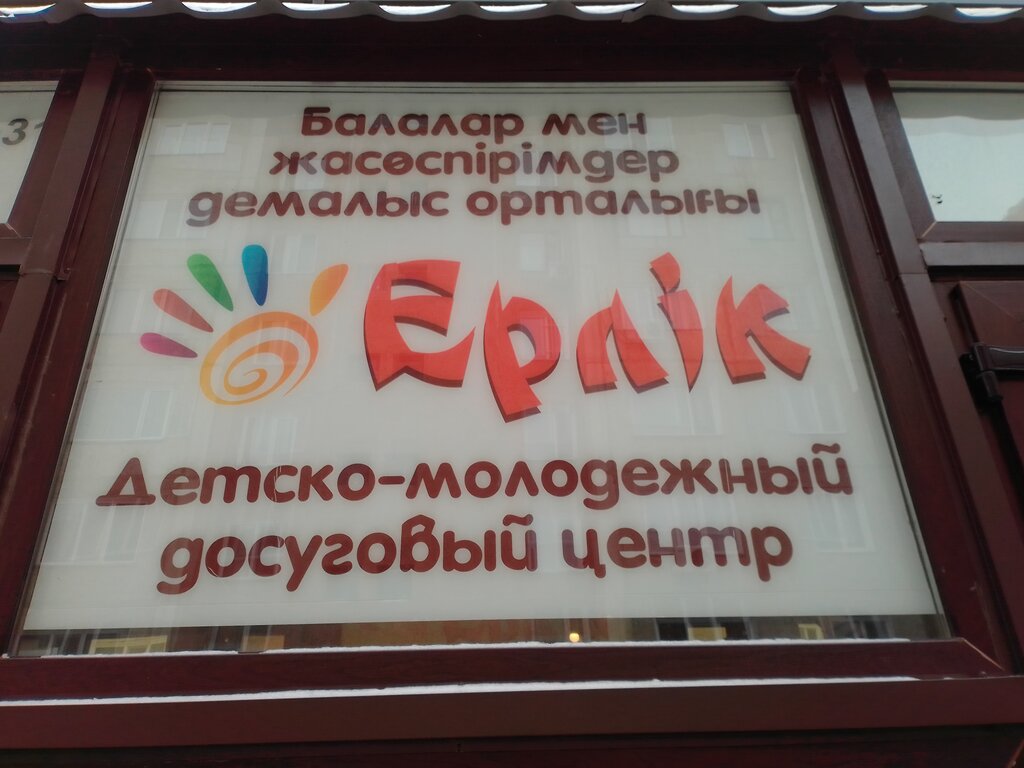 Балалар мен
жасөспірімдер
демалыс орталығы
Ерлік
Детско-молодежный
досуговый центр